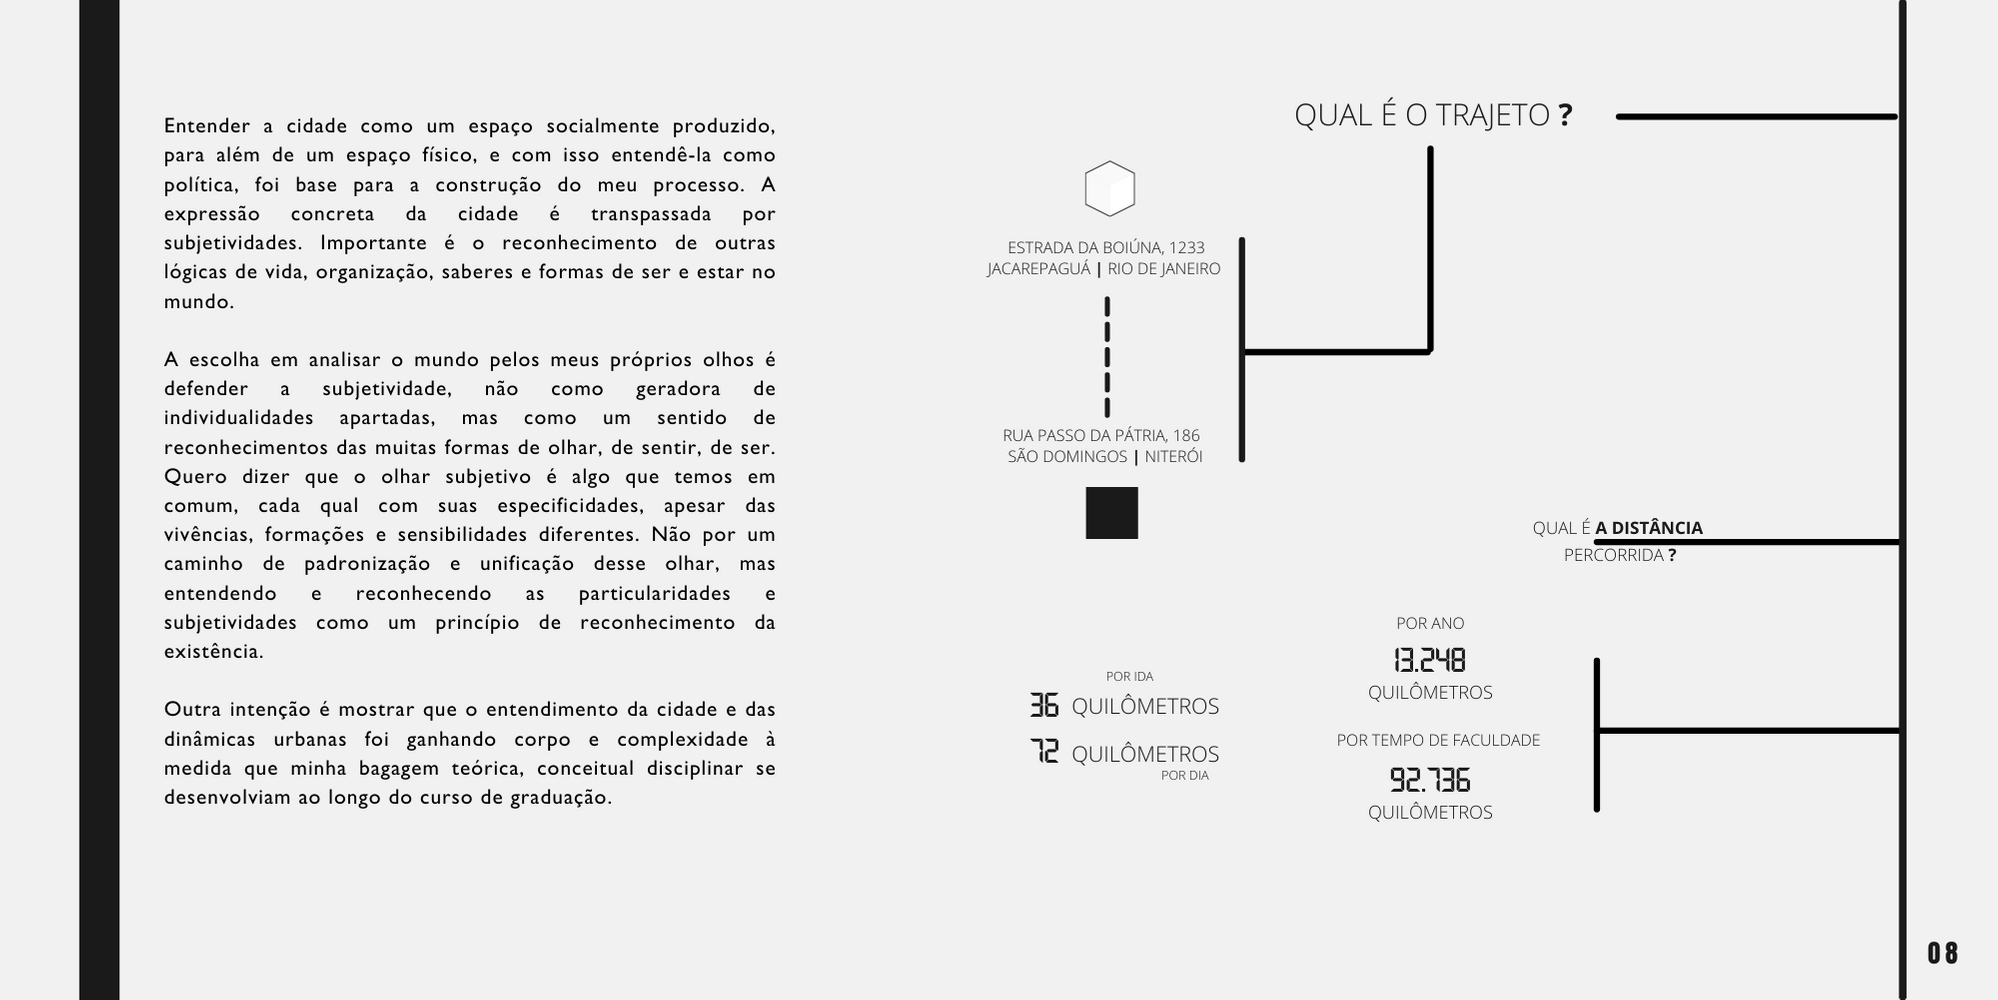 Entender a cidade como um espaço socialmente produzido,
para além de um espaço físico, e com isso entendê-la como
política, foi base para a construção do meu processo. A
expressão concreta da cidade é transpassada por
subjetividades. Importante é o reconhecimento de outras
lógicas de vida, organização, saberes e formas de ser e estar no
mundo.
A escolha em analisar o mundo pelos meus próprios olhos é
defender a subjetividade, não como geradora de
individualidades apartadas, mas como um sentido de
reconhecimentos das muitas formas de olhar, de sentir, de ser.
Quero dizer que o olhar subjetivo é algo que temos em
comum, cada qual com suas especificidades, apesar das
vivências, formações e sensibilidades diferentes. Não por um
caminho de padronização e unificação desse olhar, mas
entendendo e reconhecendo as particularidades e
subjetividades como um princípio de reconhecimento da
existência.
Outra intenção é mostrar que o entendimento da cidade e das
dinâmicas urbanas foi ganhando corpo e complexidade à
medida que minha bagagem teórica, conceitual disciplinar se
desenvolviam ao longo do curso de graduação.
QUAL É O TRAJETO ?
ESTRADA DA BOIÚNA, 1233
JACAREPAGUÁ | RIO DE JANEIRO
RUA PASSO DA PÁTRIA, 186
SÃO DOMINGOS | NITERÓI
QUAL É A DISTÂNCIA
PERCORRIDA ?
POR IDA
36 QUILÔMETROS
72 QUILÔMETROS
POR DIA
POR ANO
13.248
QUILÔMETROS
POR TEMPO DE FACULDADE
92.736
QUILÔMETROS
08